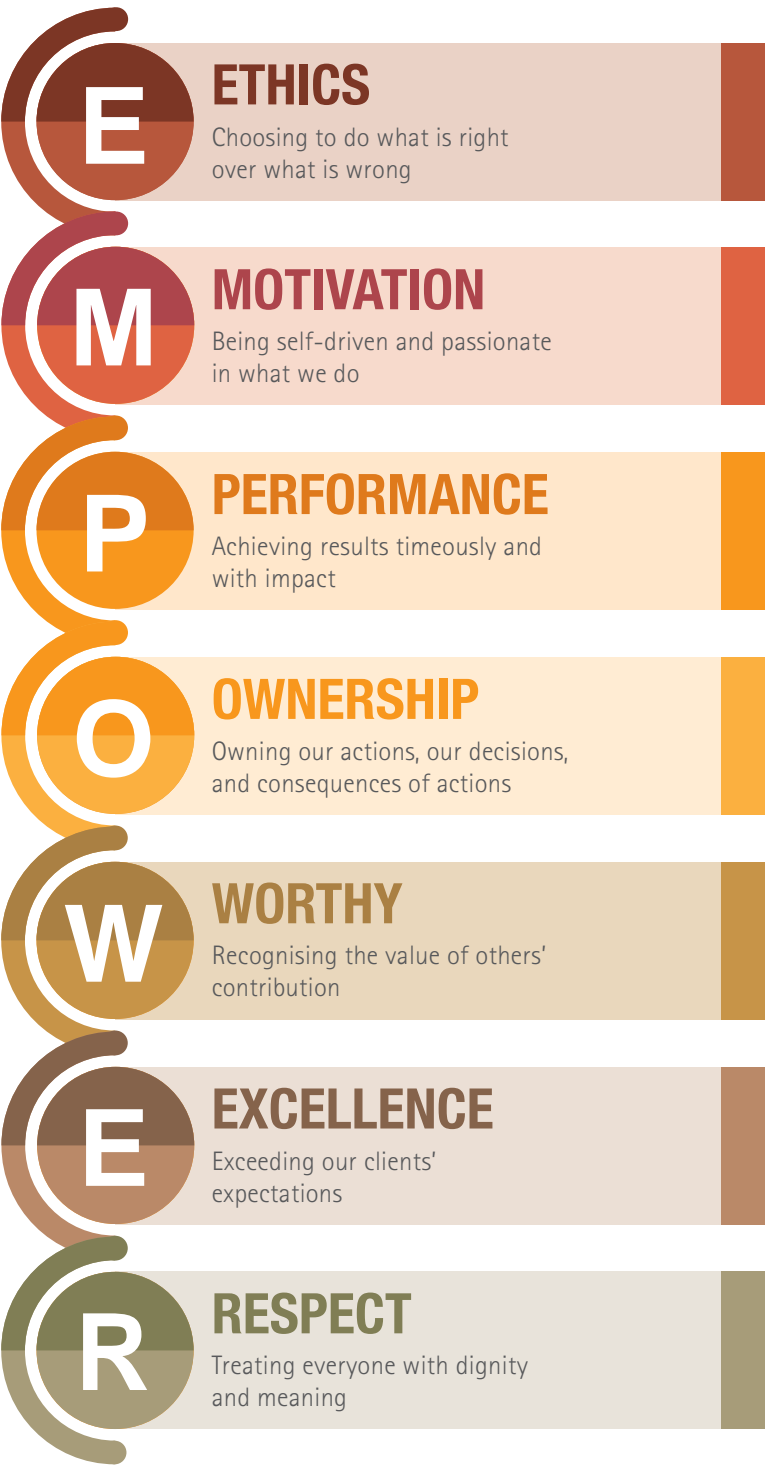 E
ETHICS
Choosing to do what is right
over what is wrong
M
MOTIVATION
Being self-driven and passionate
in what we do
P
PERFORMANCE
Achieving results timeously and
with impact
O
OWNERSHIP
Owning our actions, our decisions,
and consequences of actions
W
WORTHY
Recognising the value of others’
contribution
E
EXCELLENCE
Exceeding our clients’
expectations
R
RESPECT
Treating everyone with dignity
and meaning